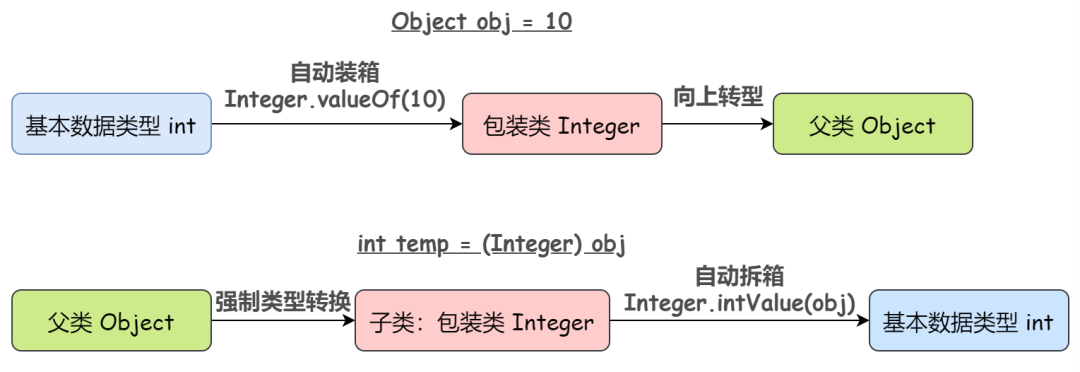 Object obj = 10
自动装箱
Integer.valueOf(10)
基本数据类型 int
包装类 Integer
向上转型
父类 Object
int temp = (Integer) obj
自动拆箱
Integer.intValue(obj)
父类 Object
强制类型转换
子类：包装类 Integer
基本数据类型 int